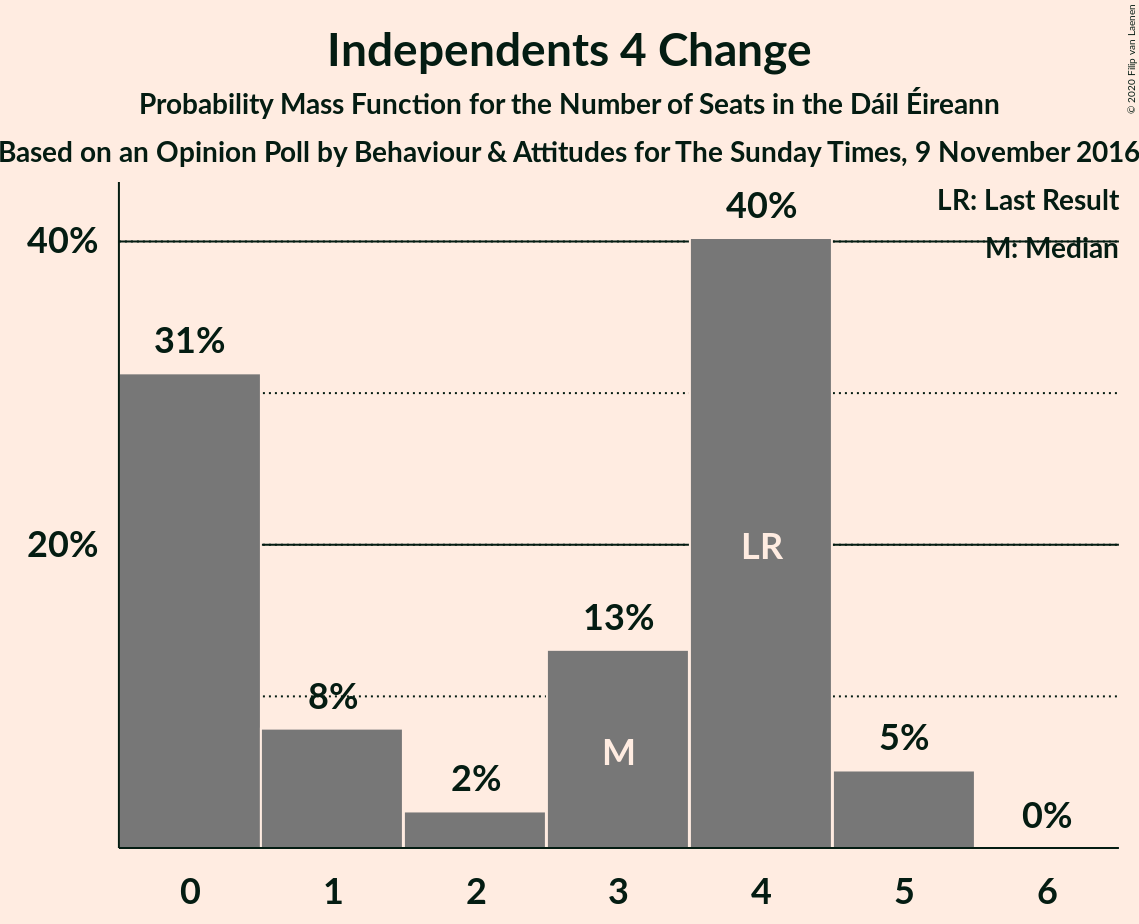 Independents 4 Change
Probability Mass Function for the Number of Seats in the Dáil Éireann
Based on an Opinion Poll by Behaviour & Attitudes for The Sunday Times, 9 November 2016
© 2020 Filip van Laenen
LR: Last Result
M: Median
40%
20%
31%
8%
2%
13%
40%
5%
0%
M
LR
0 1 2 3 4 5 6